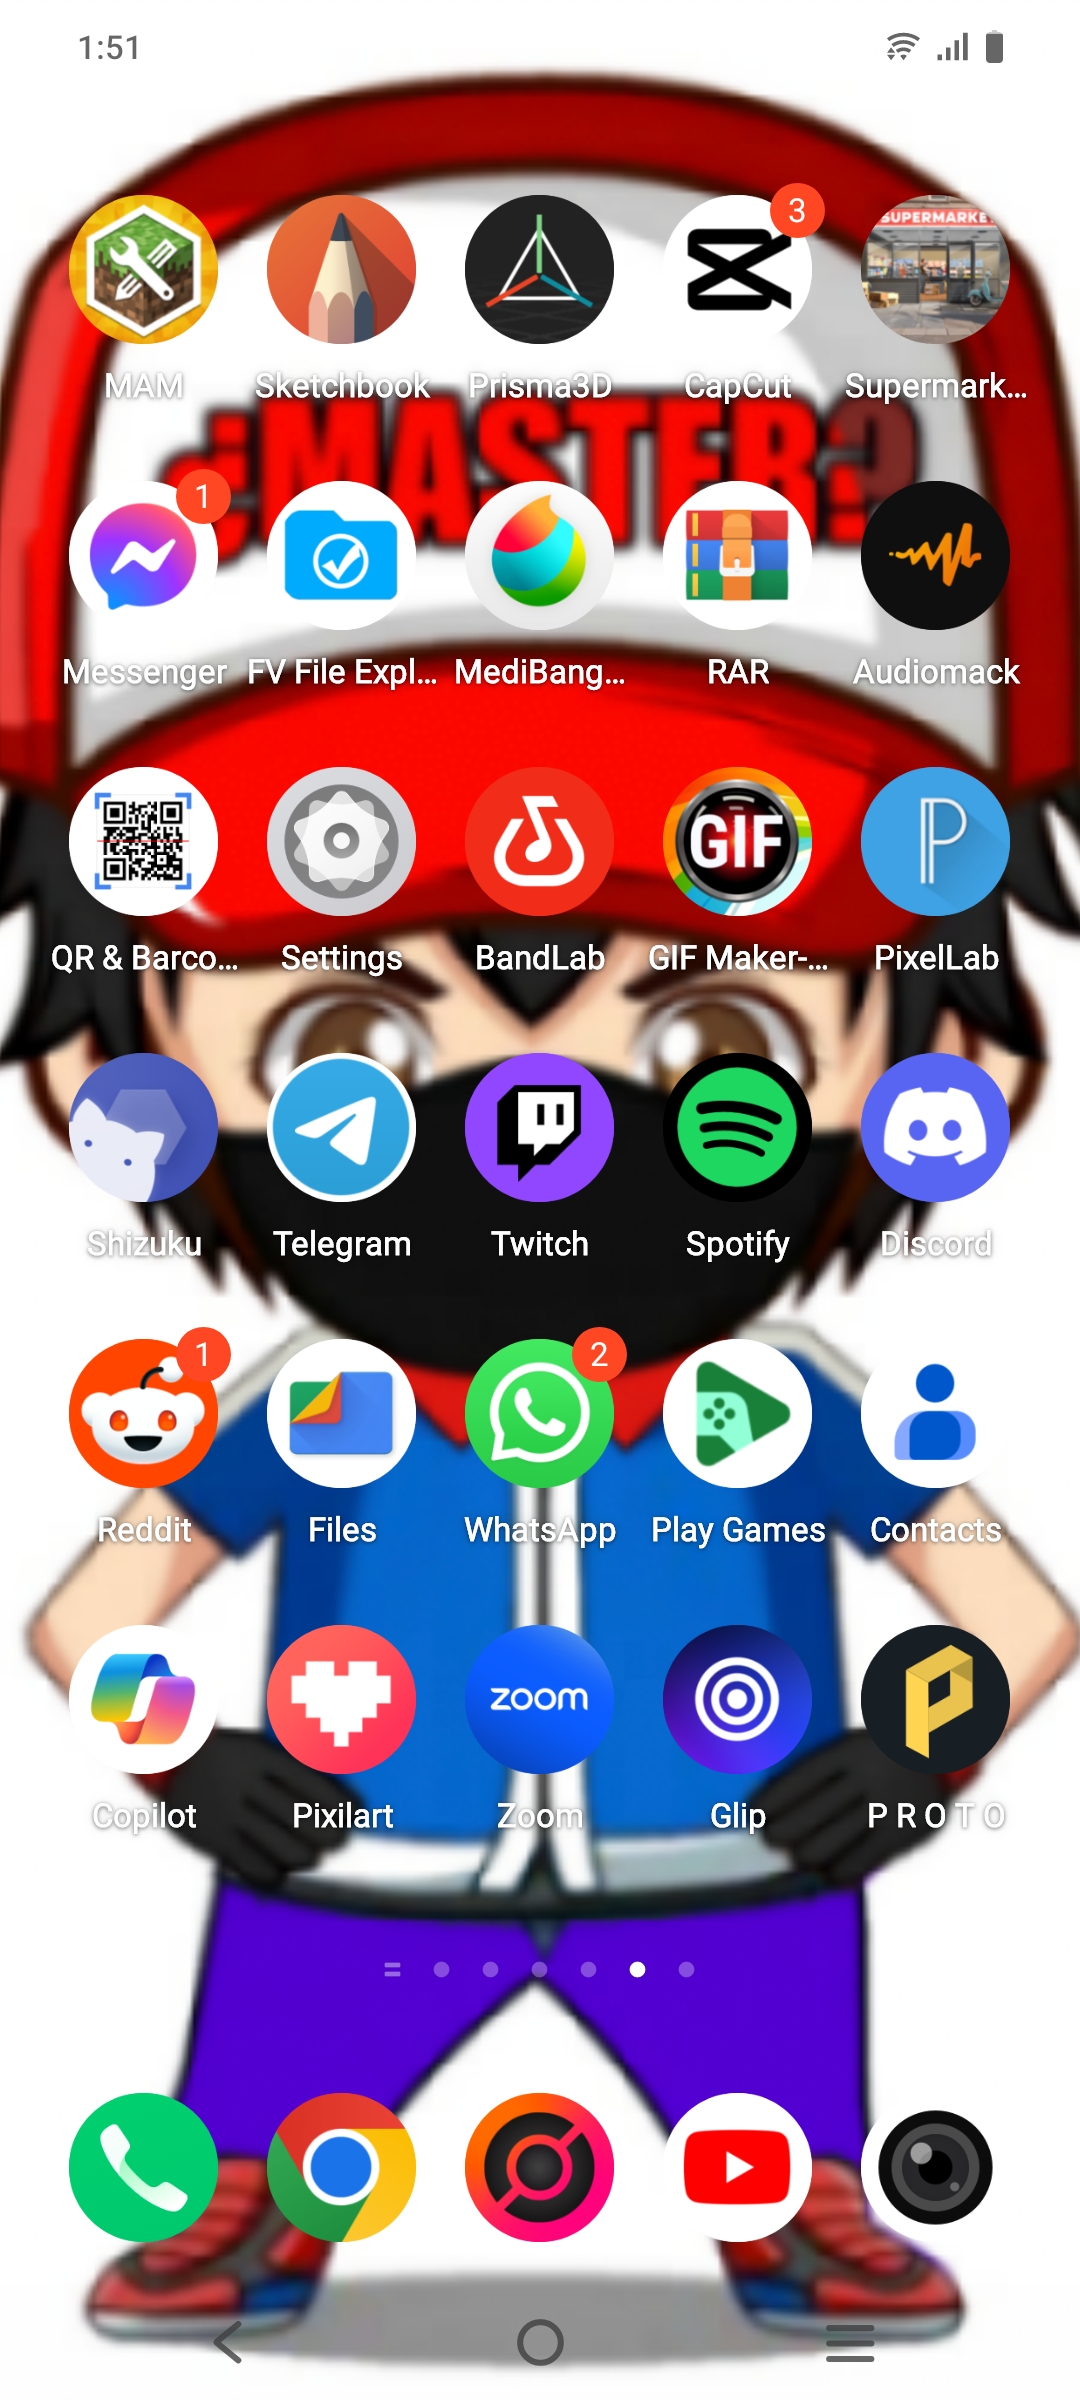 1:51
3
SUPERMARKE
MAM
Sketchbook
Prisma3D
CapCut
Supermark...
¿MASTER?
1
Messenger
FV File Expl...
MediBang...
RAR
Audiomack
GIF
QR & Barco...
Settings
BandLab
GIF Maker-...
PixelLab
Shizuku
Telegram
Twitch
Spotify
Discord
1
2
Reddit
Files
WhatsApp
Play Games
Contacts
zoom
Copilot
Pixilart
Zoom
Glip
P R O T O